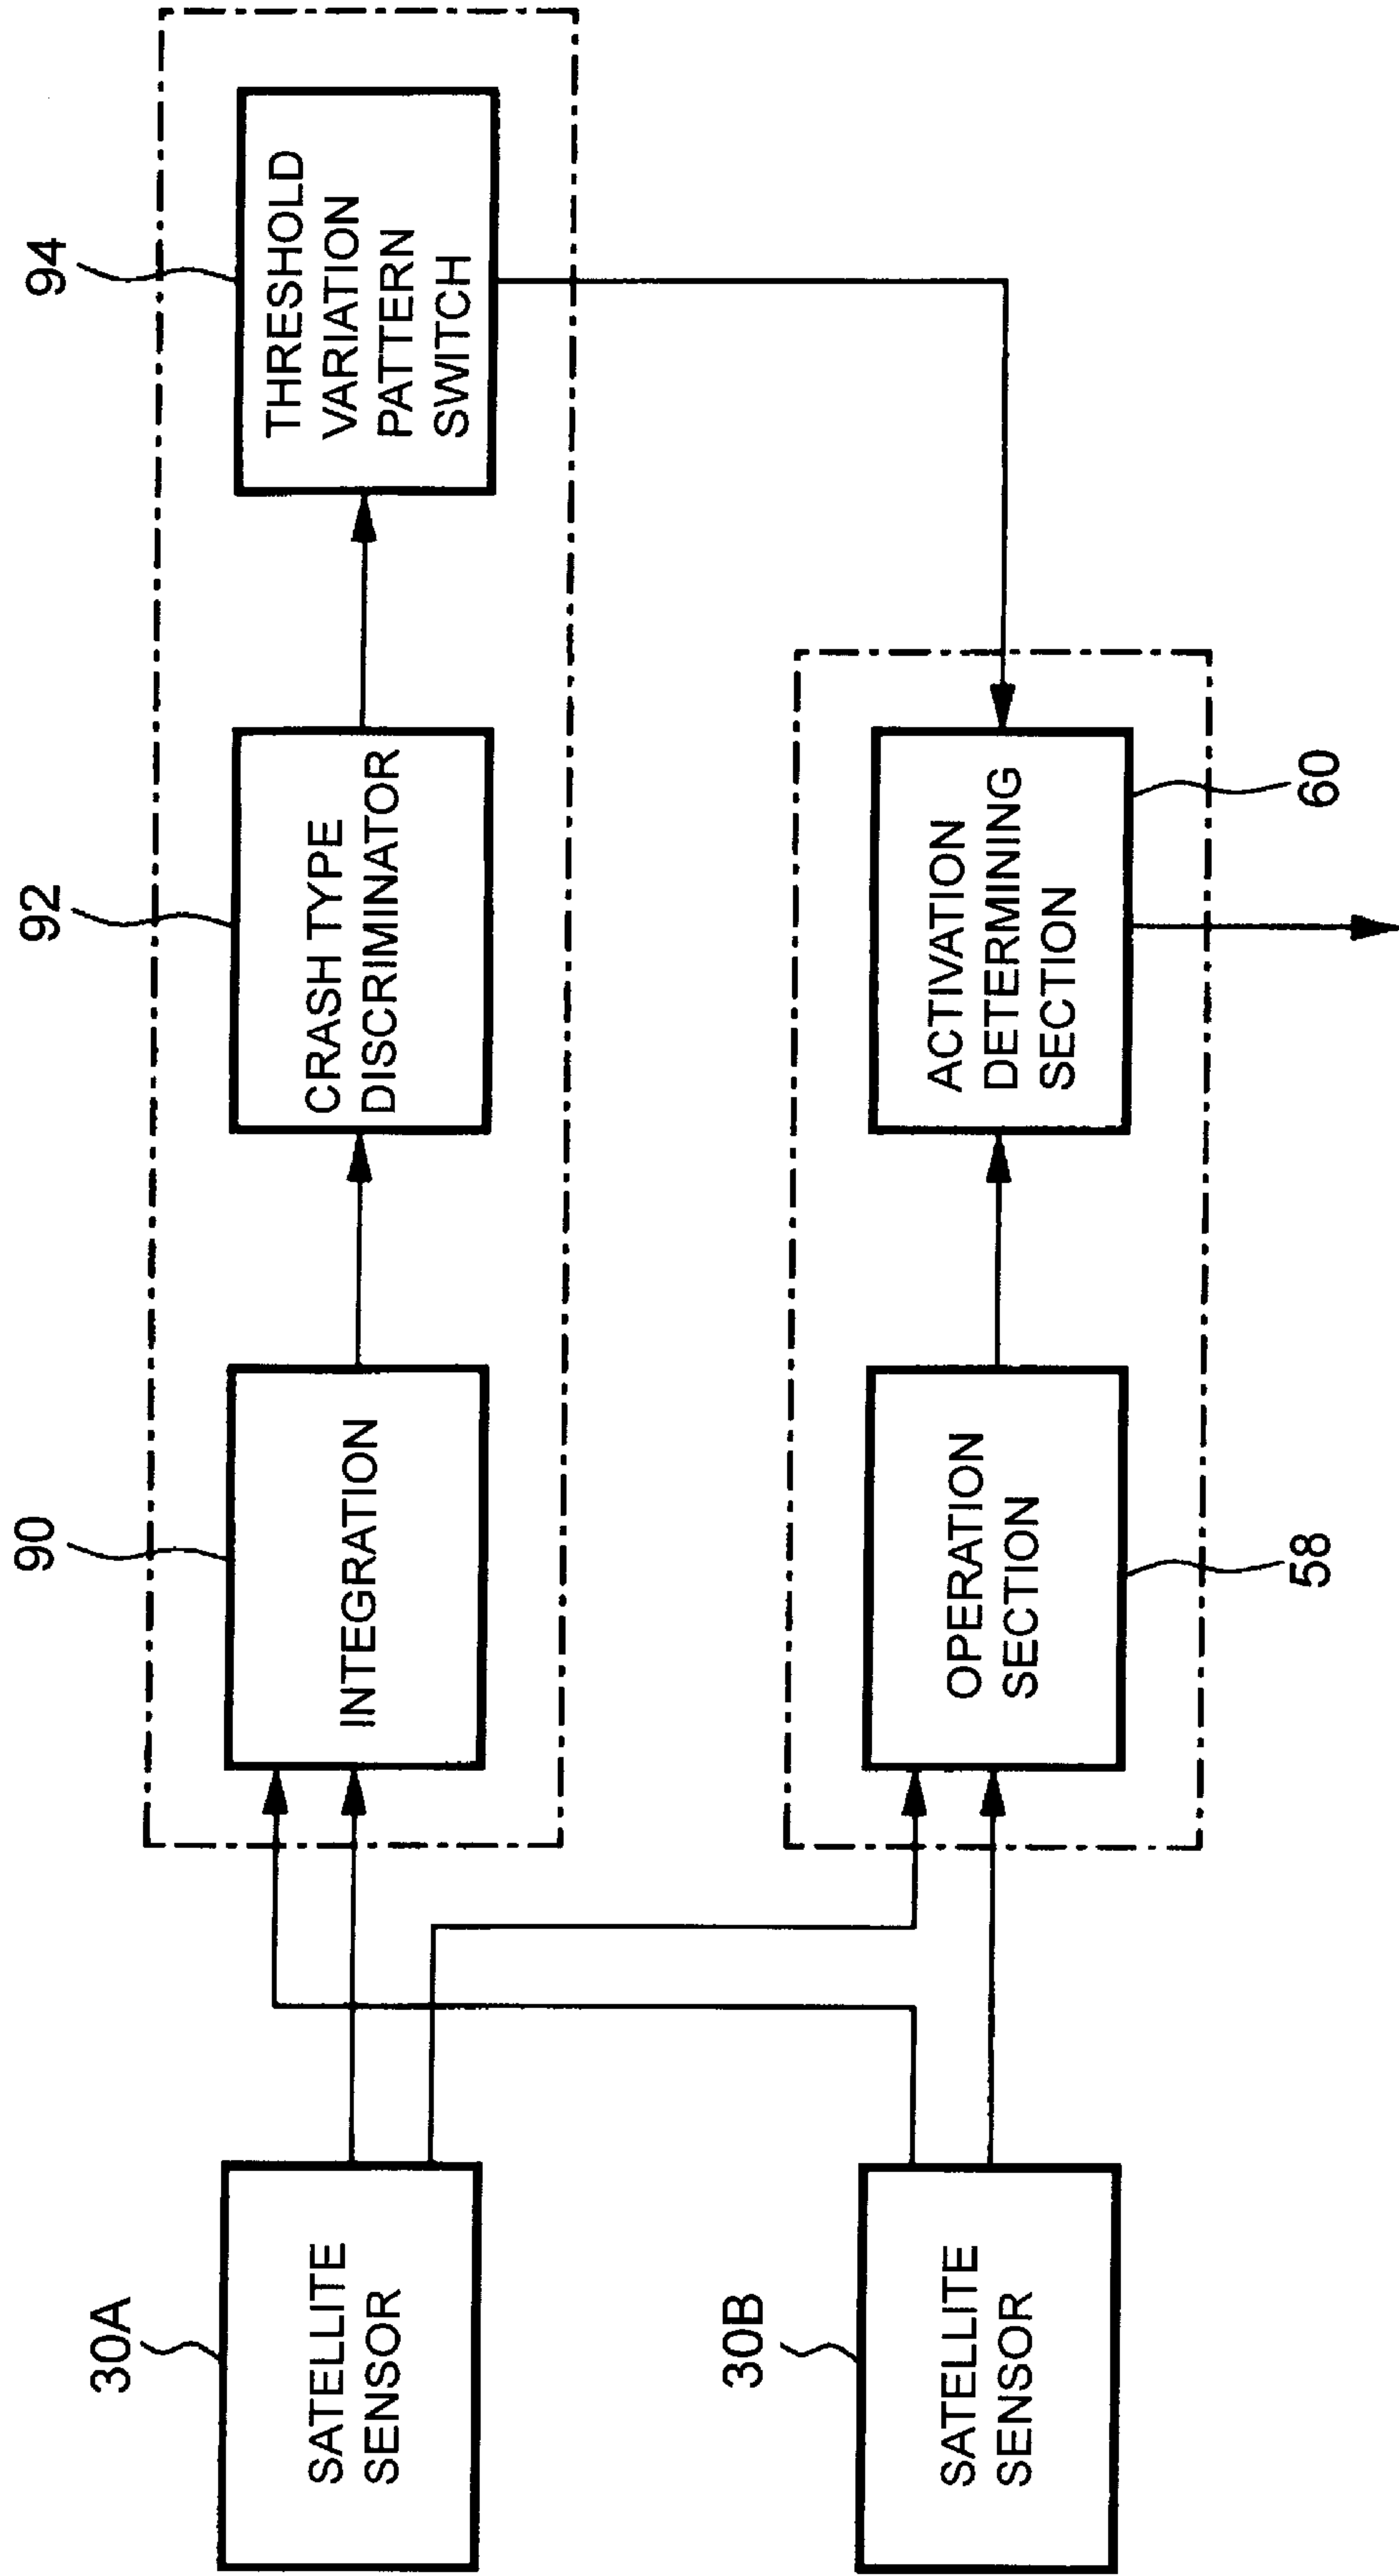 30A
SATELLITE
SENSOR
90
INTEGRATION
92
CRASH TYPE
DISCRIMINATOR
94
THRESHOLD
VARIATION
PATTERN
SWITCH
30B
SATELLITE
SENSOR
OPERATION
SECTION
58
ACTIVATION
DETERMINING
SECTION
60